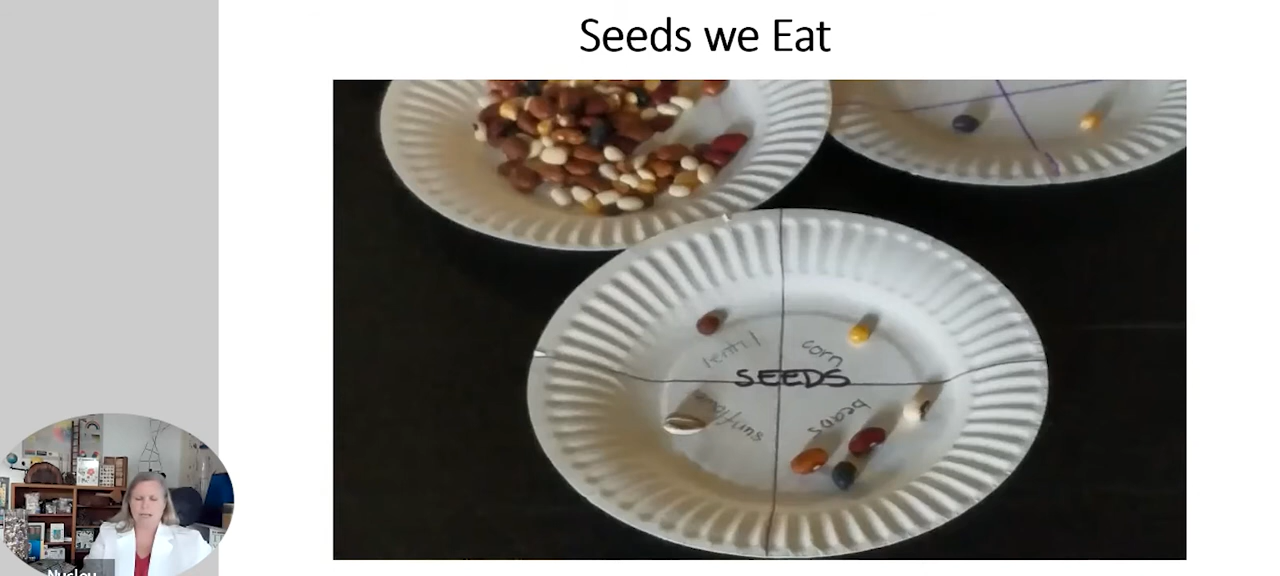 Seeds we Eat
lentil
corn
SEEDS
sunflower
beans